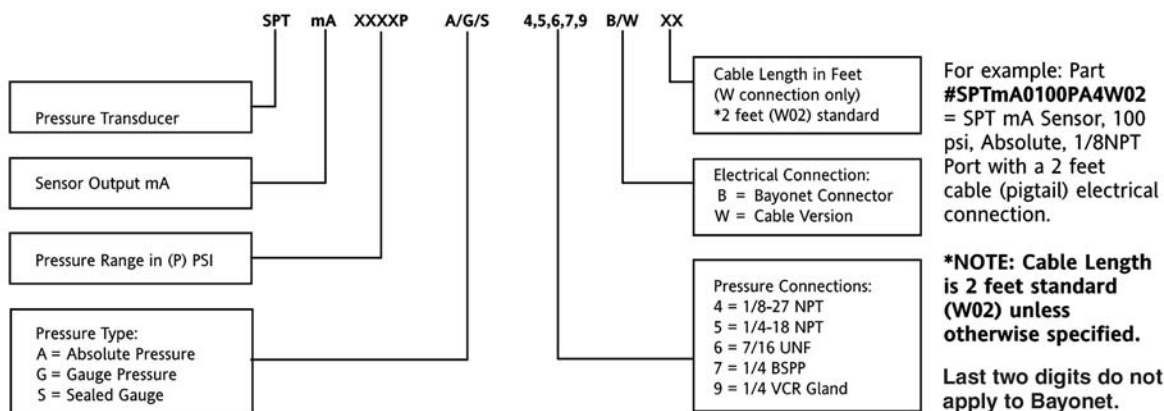 SPT mA XXXXP A/G/S 4,5,6,7,9 B/W XX
Pressure Transducer
Sensor Output mA
Pressure Range in (P) PSI
Pressure Type:
A = Absolute Pressure
G = Gauge Pressure
S = Sealed Gauge
Cable Length in Feet
(W connection only)
*2 feet (W02) standard
Electrical Connection:
B = Bayonet Connector
W = Cable Version
Pressure Connections:
4 = 1/8-27 NPT
5 = 1/4-18 NPT
6 = 7/16 UNF
7 = 1/4 BSPP
9 = 1/4 VCR Gland
For example: Part
#SPTmA0100PA4W02
= SPT mA Sensor, 100
psi, Absolute, 1/8NPT
Port with a 2 feet
cable (pigtail) electrical
connection.
*NOTE: Cable Length
is 2 feet standard
(W02) unless
otherwise specified.
Last two digits do not
apply to Bayonet.